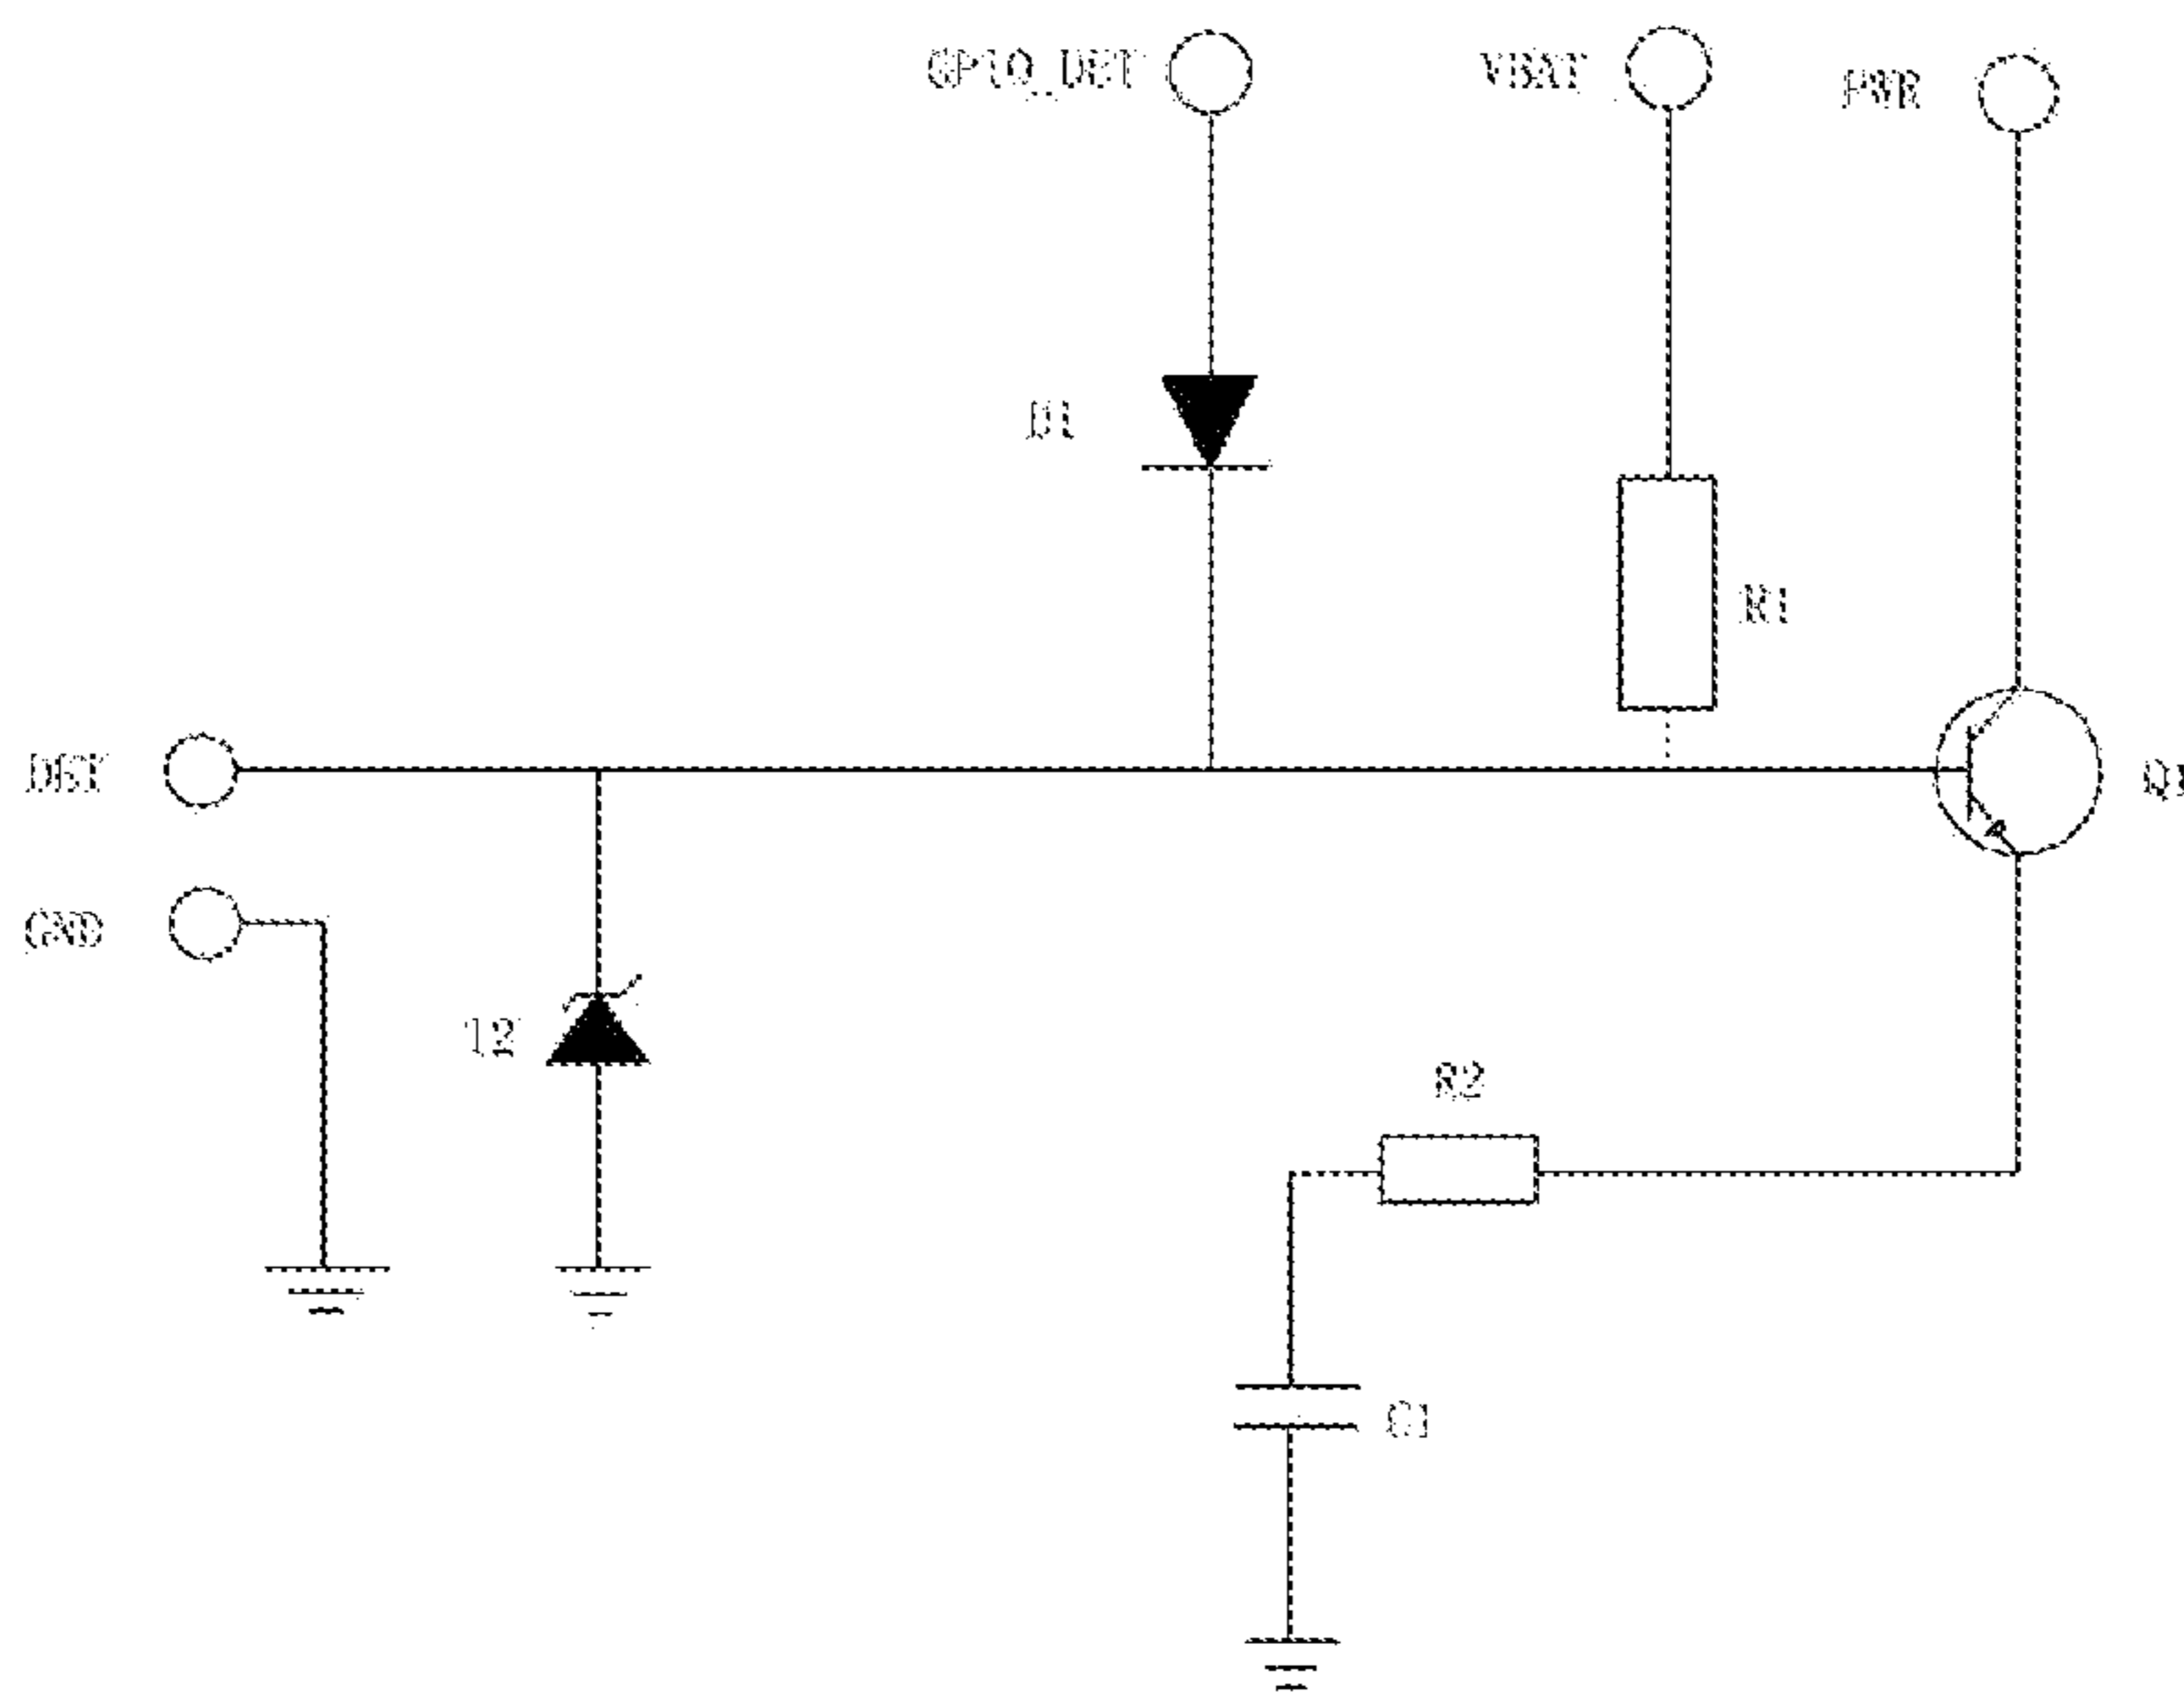 GPIO_DET
VBAT
PWR
D1
R1
DET
GND
R2
C1